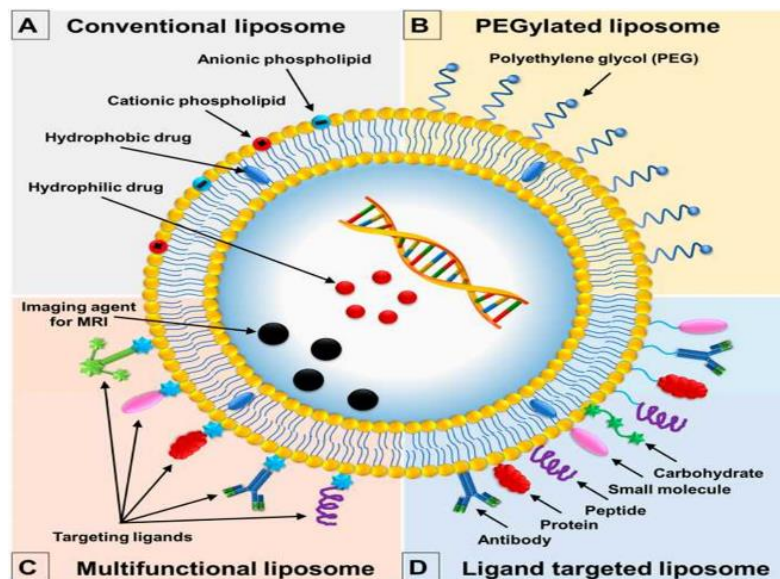 A Conventional liposome
B PEGylated liposome
Anionic phospholipid
Polyethylene glycol (PEG)
Cationic phospholipid
Hydrophobic drug
Hydrophilic drug
Imaging agent
for MRI
Carbohydrate
Small molecule
Peptide
Protein
Antibody
Targeting
ligands
C Multifunctional liposome
D Ligand targeted liposome